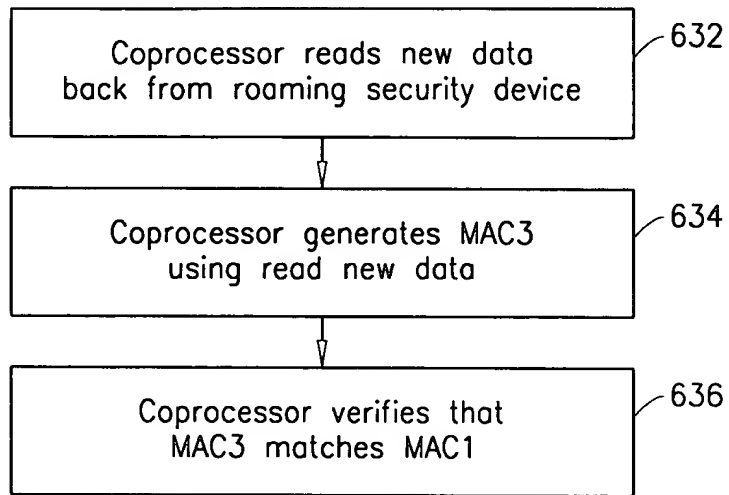 Coprocessor reads new data
back from roaming security device
632
Coprocessor generates MAC3
using read new data
634
Coprocessor verifies that
MAC3 matches MAC1
636